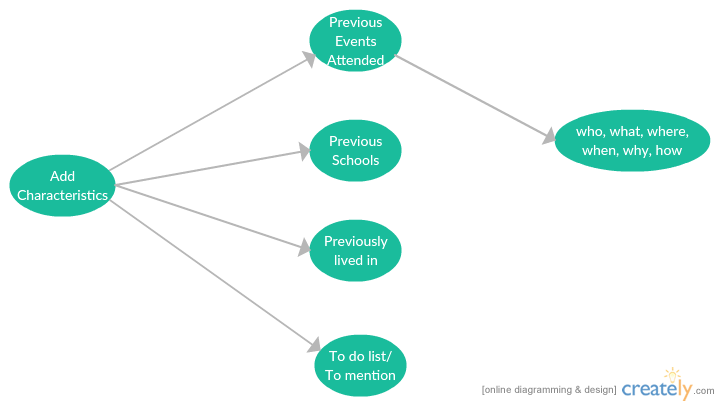 Previous
Events
Attended
who, what, where,
when, why, how
Previous
Schools
Add
Characteristics
Previously
lived in
To do list/
To mention
[online diagramming & design] creately.com